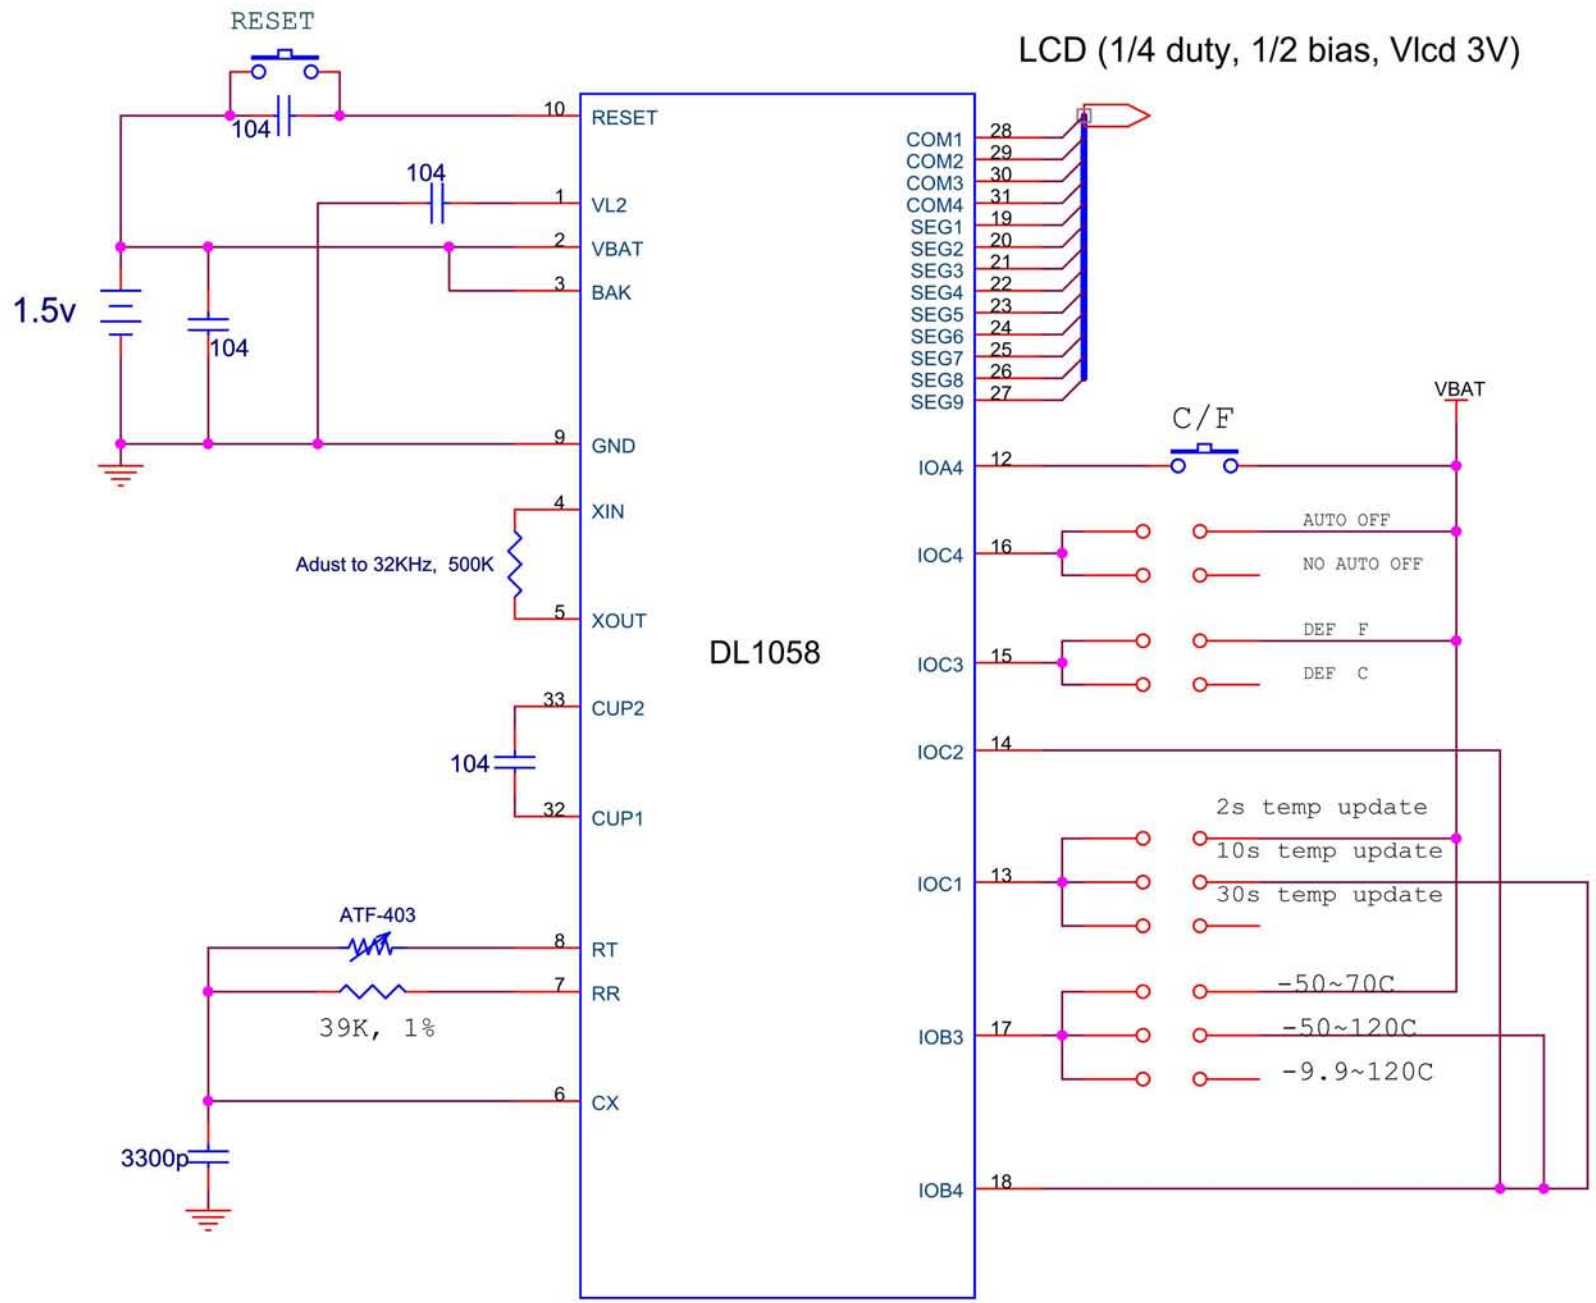 RESET
LCD (1/4 duty, 1/2 bias, Vlcd 3V)
104
10
RESET
104
1
VL2
2
VBAT
3
BAK
1.5v
104
9
GND
4
XIN
Adust to 32KHz, 500K
5
XOUT
33
CUP2
104
32
CUP1
ATF-403
8
RT
7
RR
39K, 1%
6
CX
3300p
DL1058
COM1
28
COM2
29
COM3
30
COM4
31
SEG1
19
SEG2
20
SEG3
21
SEG4
22
SEG5
23
SEG6
24
SEG7
25
SEG8
26
SEG9
27
VBAT
C/F
IOA4
12
AUTO OFF
IOC4
16
NO AUTO OFF
DEF F
IOC3
15
DEF C
IOC2
14
2s temp update
10s temp update
IOC1
13
30s temp update
-50~70C
IOB3
17
-50~120C
-9.9~120C
IOB4
18